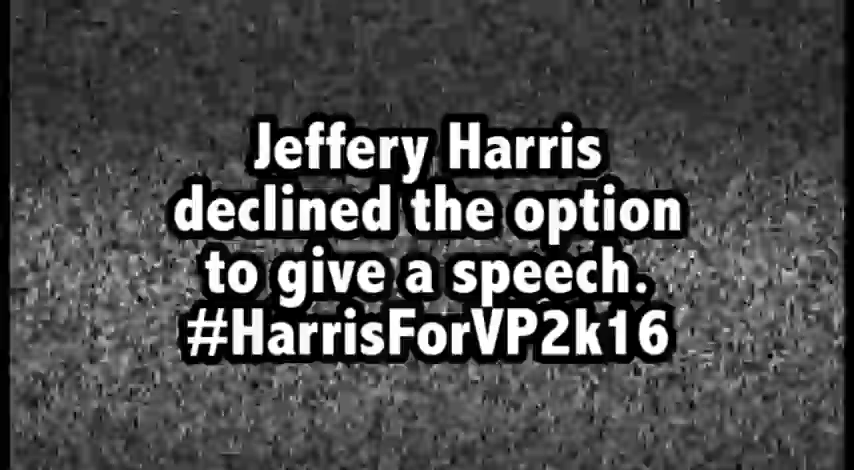 Jeffery Harris
declined the option
to give a speech.
#HarrisForVP2k16